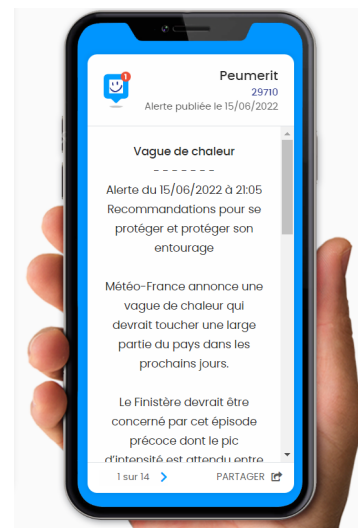 1
Peumerit
29710
Alerte publiée le 15/06/2022
Vague de chaleur
- - - - - - -
Alerte du 15/06/2022 à 21:05
Recommandations pour se
protéger et protéger son
entourage
Météo-France annonce une
vague de chaleur qui
devrait toucher une large
partie du pays dans les
prochains jours.
Le Finistère devrait être
concerné par cet épisode
précoce dont le pic
d'intensité est attendu entre
1 sur 14
PARTAGER